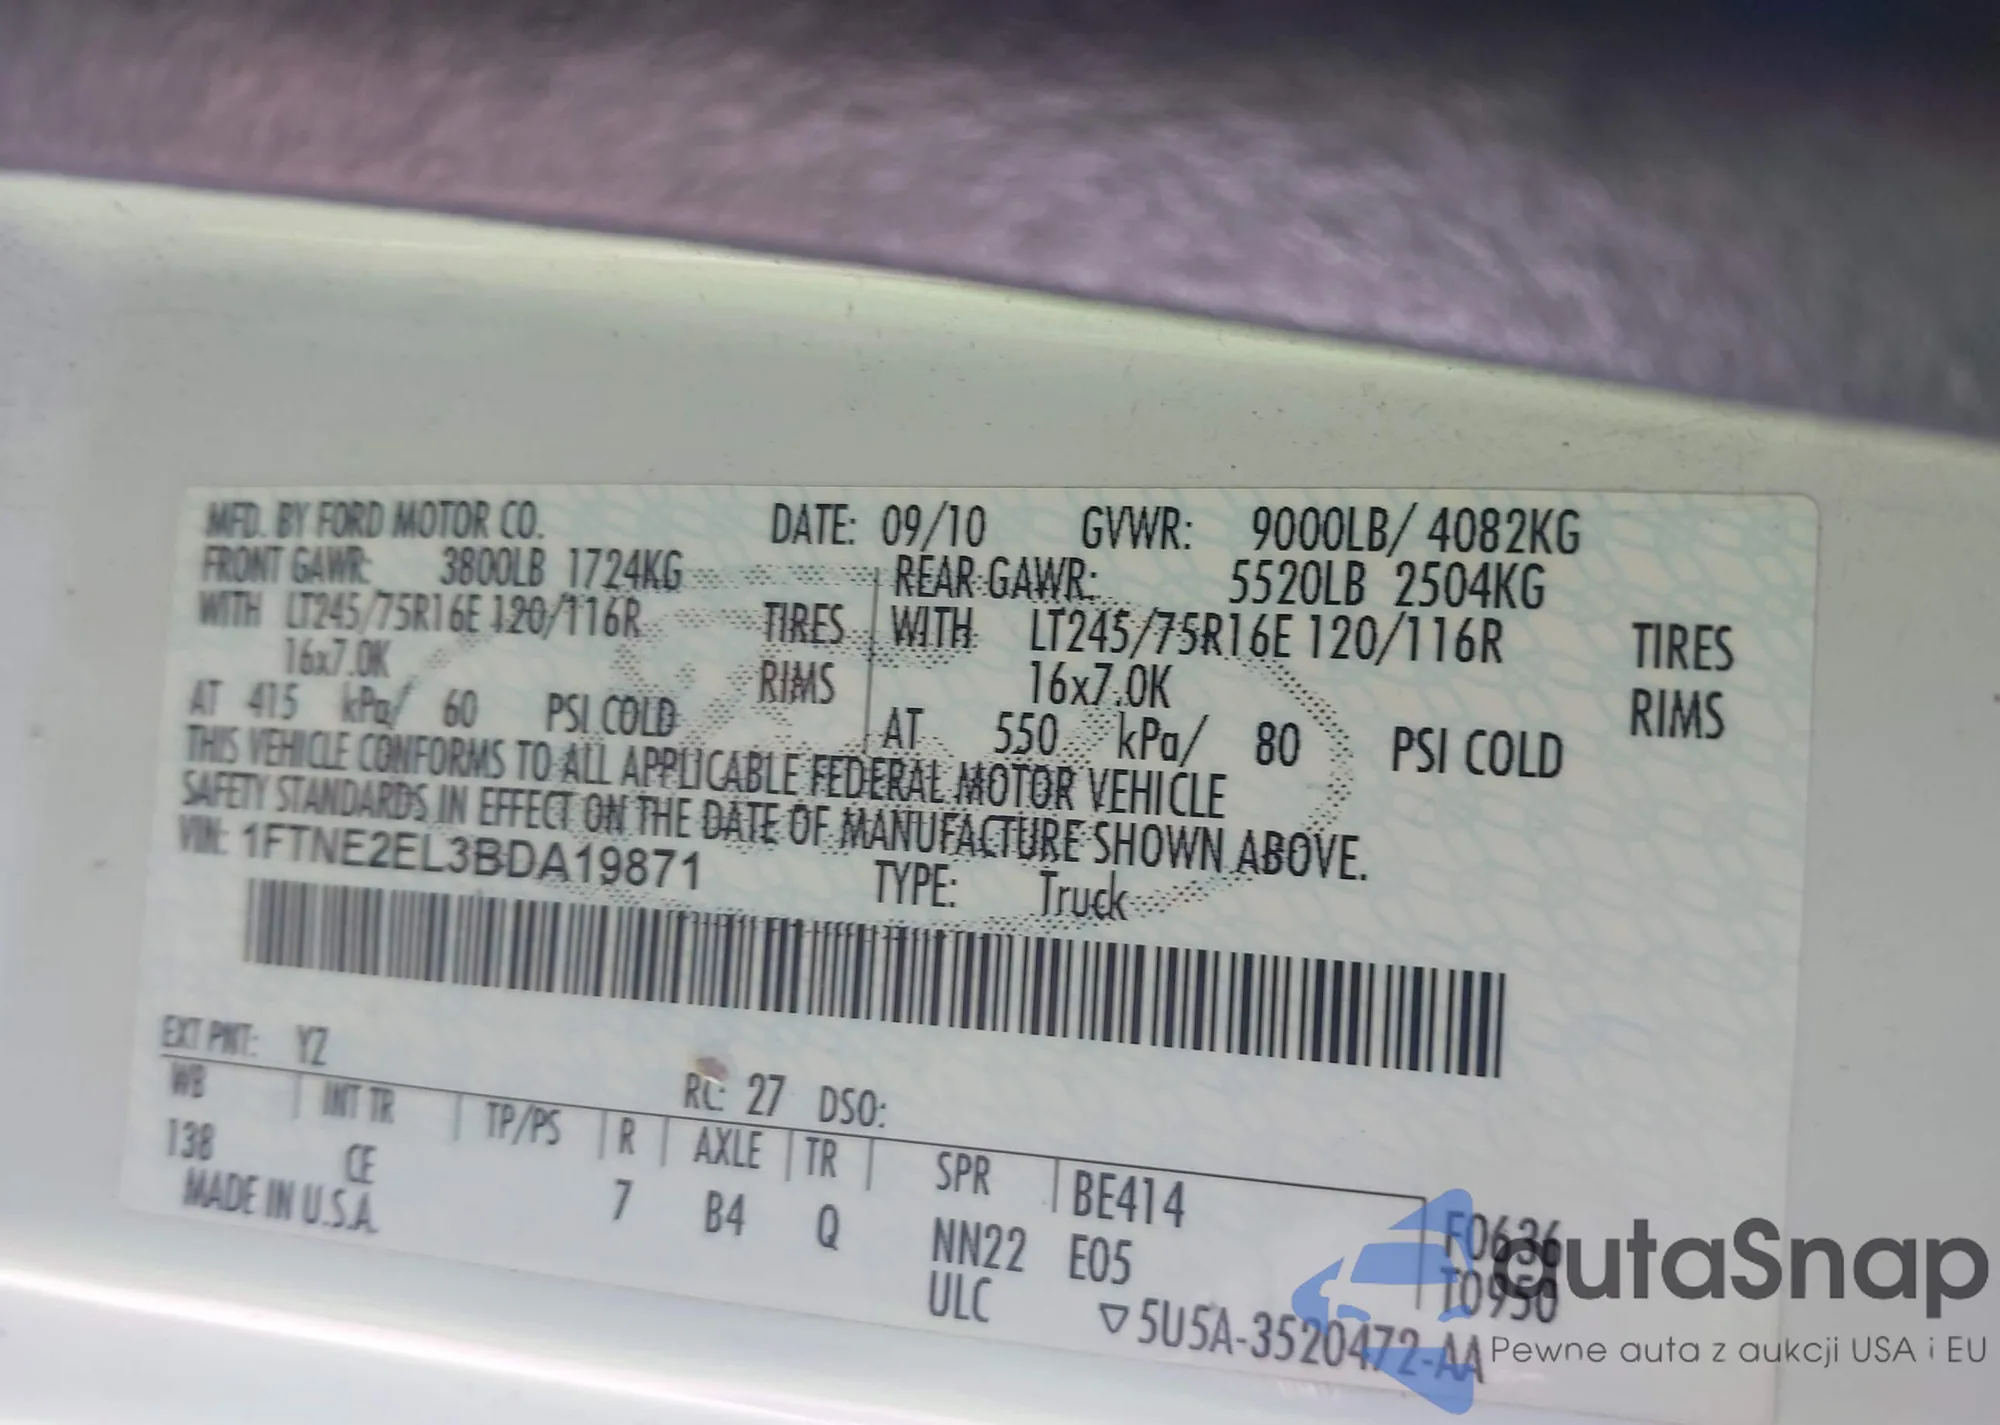 MFD. BY FORD MOTOR CO. DATE: 09/10 GVWR: 9000LB/ 4082KG
FRONT GAWR: 3800LB 1724KG REAR GAWR: 5520LB 2504KG
WITH LT245/75R16E 120/116R TIRES WITH LT245/75R16E 120/116R TIRES
16x7.0K RIMS 16x7.0K RIMS
AT 415 kPa/ 60 PSI COLD AT 550 kPa/ 80 PSI COLD
THIS VEHICLE CONFORMS TO ALL APPLICABLE FEDERAL MOTOR VEHICLE
SAFETY STANDARDS IN EFFECT ON THE DATE OF MANUFACTURE SHOWN ABOVE.
VIN: 1FTNE2EL3BDA19871 TYPE: Truck
EXT PNT: YZ RC: 27 DSO:
WB INT TR TP/PS R AXLE TR SPR BE414 F0636
138 CE 7 B4 Q NN22 E05 T0950
MADE IN U.S.A. ULC ▽5U5A-3520472-AA
autaSnap
Pewne auta z aukcji USA i EU